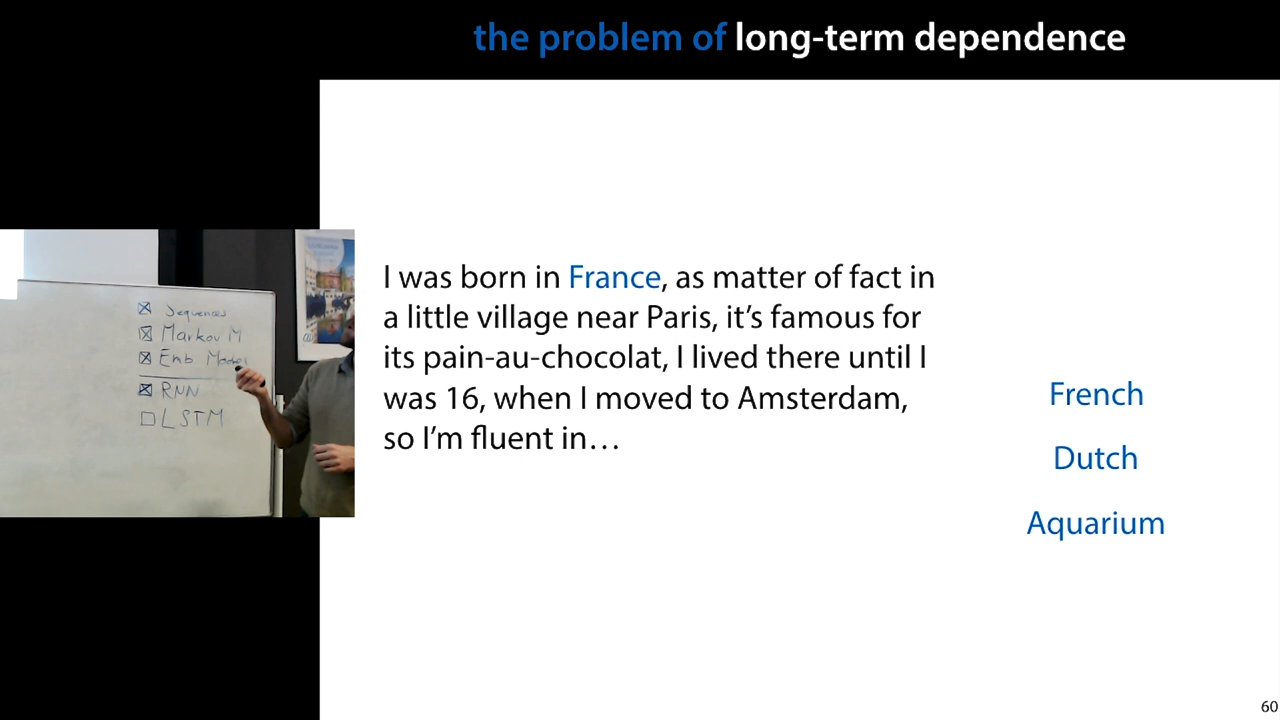 the problem of long-term dependence
I was born in France, as matter of fact in
a little village near Paris, it's famous for
its pain-au-chocolat, I lived there until I
was 16, when I moved to Amsterdam,
so I'm fluent in…
French
Dutch
Aquarium
Sequences
Markov M
Emb Model
RNN
LSTM
60